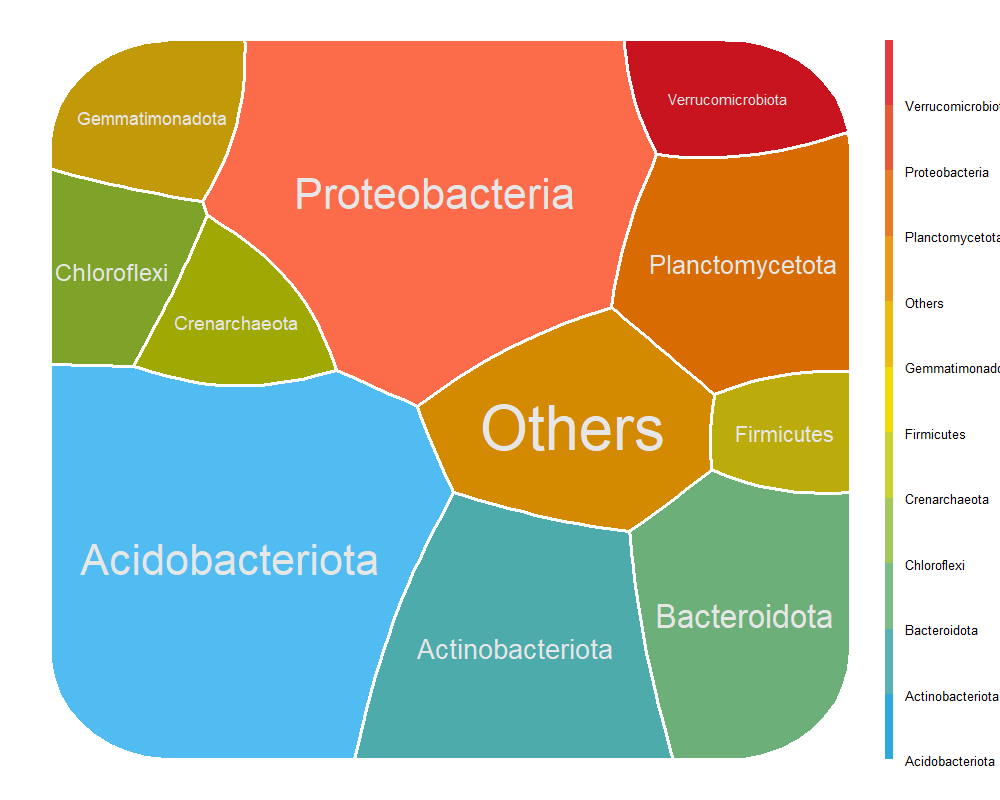 Gemmatimonadota
Verrucomicrobiota
Proteobacteria
Chloroflexi
Planctomycetota
Crenarchaeota
Others
Firmicutes
Acidobacteriota
Bacteroidota
Actinobacteriota
Verrucomicrobiot
Proteobacteria
Planctomycetota
Others
Gemmatimonado
Firmicutes
Crenarchaeota
Chloroflexi
Bacteroidota
Actinobacteriota
Acidobacteriota